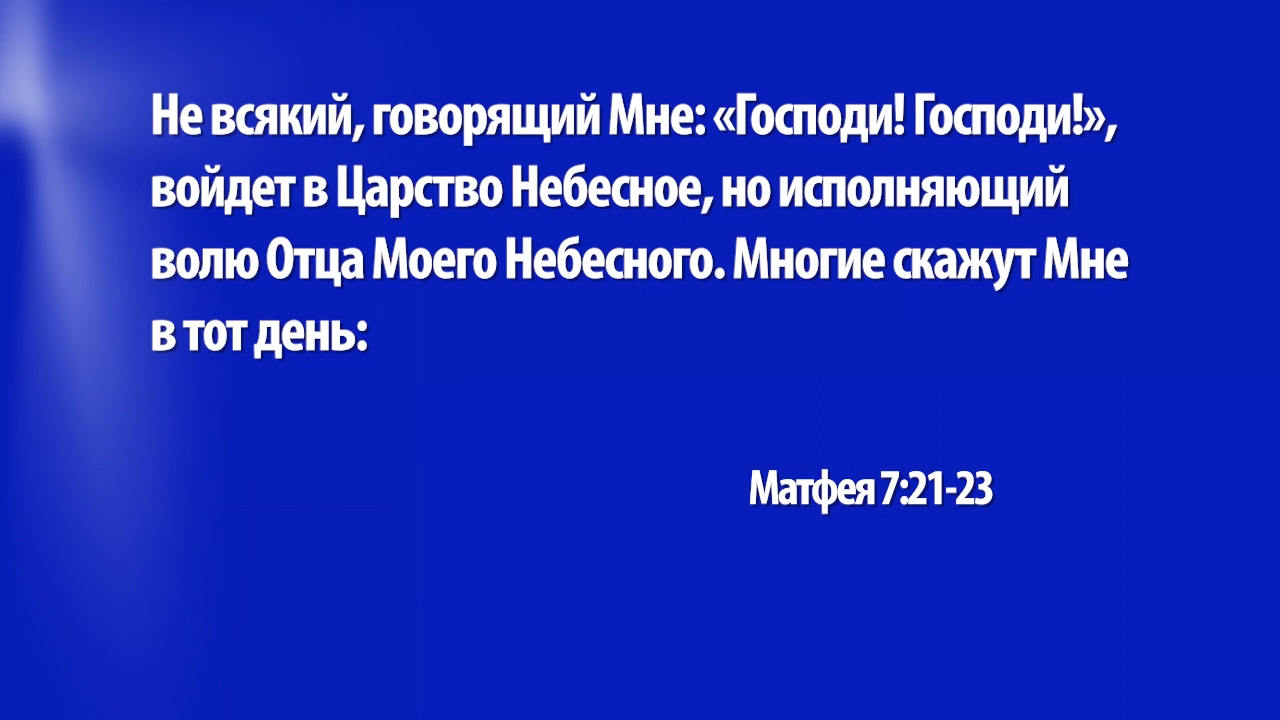 Не всякий, говорящий Мне: «Господи! Господи!»,
войдет в Царство Небесное, но исполняющий
волю Отца Моего Небесного. Многие скажут Мне
в тот день:
Матфея 7:21-23